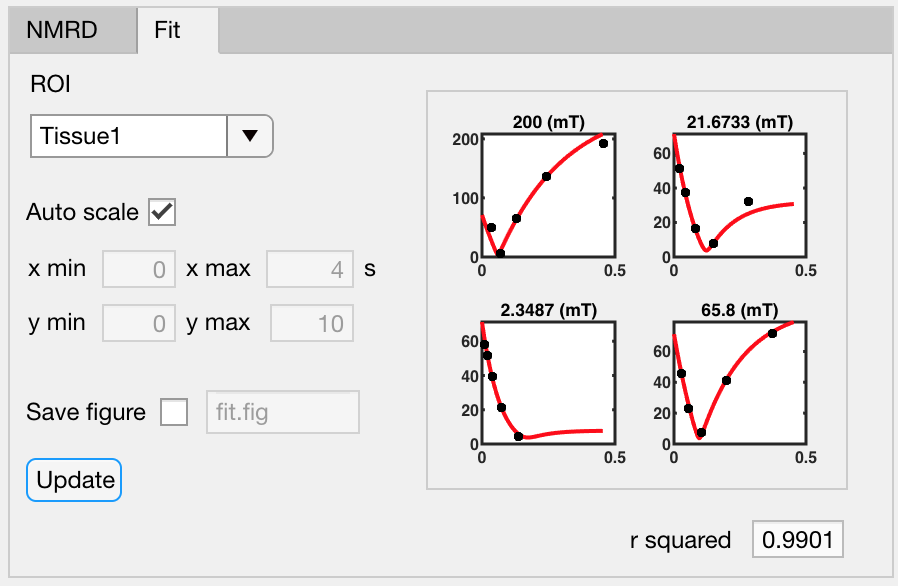 NMRD Fit
ROI
Tissue1
Auto scale
x min 0 x max 4 s
y min 0 y max 10
Save figure fit.fig
Update
200 (mT)
200
100
0
0 0.5
21.6733 (mT)
60
40
20
0
0 0.5
2.3487 (mT)
60
40
20
0
0 0.5
65.8 (mT)
60
40
20
0
0 0.5
r squared 0.9901